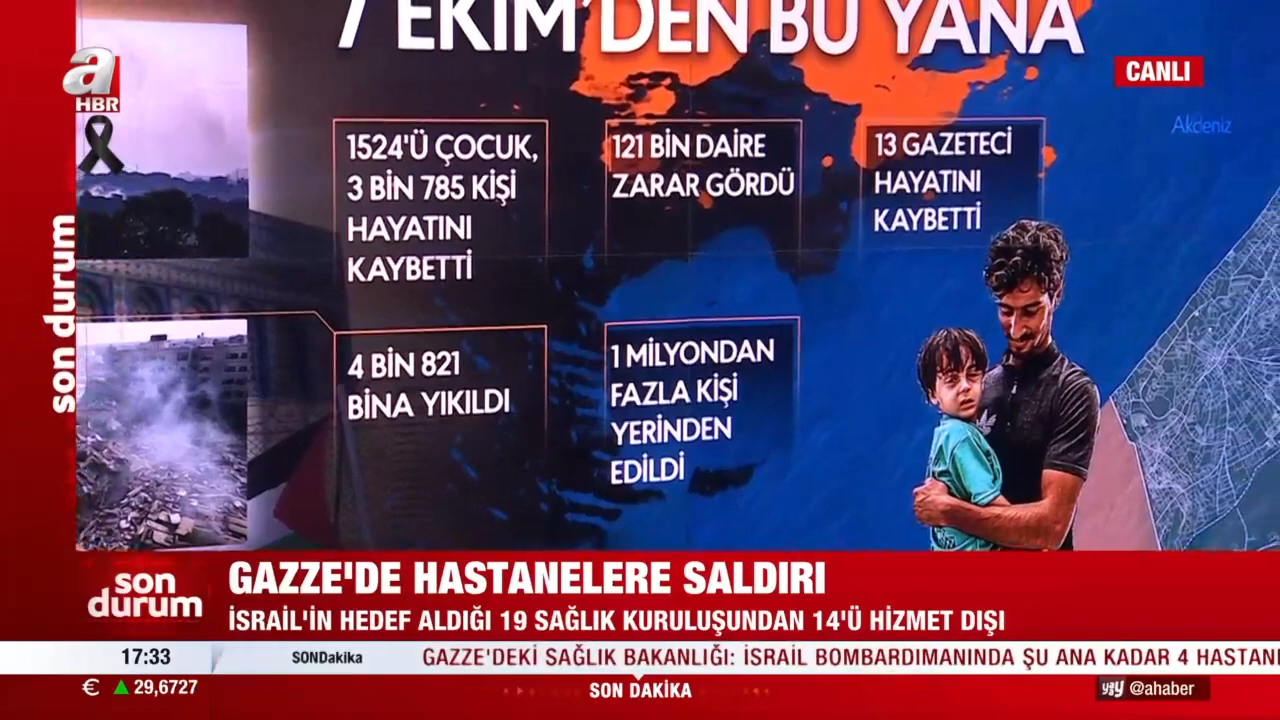 7 EKİM'DEN BU YANA
a
HBR
CANLI
Akdeniz
1524'Ü ÇOCUK,
3 BİN 785 KİŞİ
HAYATINI
KAYBETTİ
121 BİN DAİRE
ZARAR GÖRDÜ
13 GAZETECİ
HAYATINI
KAYBETTİ
4 BİN 821
BİNA YIKILDI
1 MİLYONDAN
FAZLA KİŞİ
YERİNDEN
EDİLDİ
son durum
son
durum
GAZZE'DE HASTANELERE SALDIRI
İSRAİL'İN HEDEF ALDIĞI 19 SAĞLIK KURULUŞUNDAN 14'Ü HİZMET DIŞI
17:33
SONDakika
GAZZE'DEKİ SAĞLIK BAKANLIĞI: İSRAİL BOMBARDIMANINDA ŞU ANA KADAR 4 HASTAN
€ ▲ 29,6727
SON DAKİKA
@ahaber